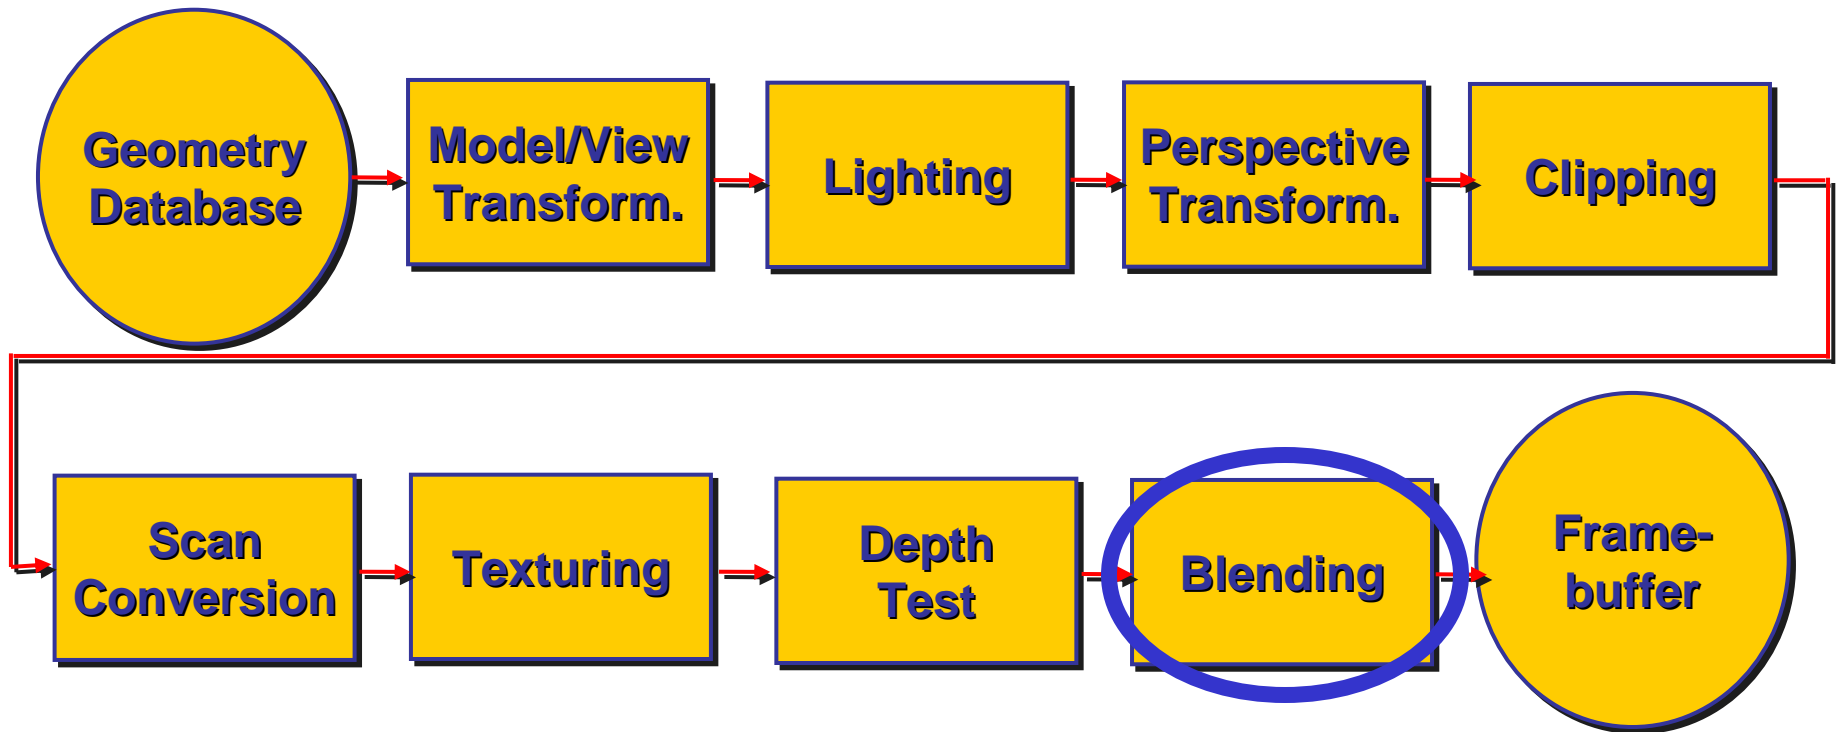 Geometry
Database
Model/View
Transform.
Lighting
Perspective
Transform.
Clipping
Scan
Conversion
Texturing
Depth
Test
Blending
Frame-
buffer